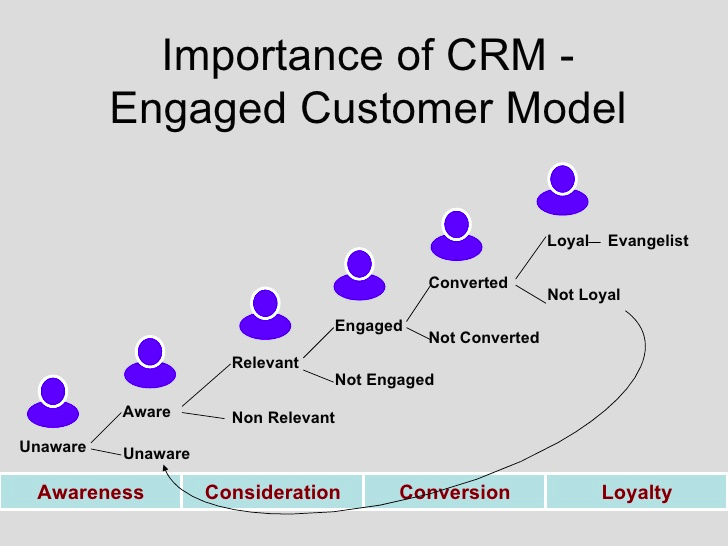 Importance of CRM -
Engaged Customer Model
Loyal Evangelist
Converted
Not Loyal
Engaged
Not Converted
Relevant
Not Engaged
Aware
Non Relevant
Unaware
Unaware
Awareness Consideration Conversion Loyalty